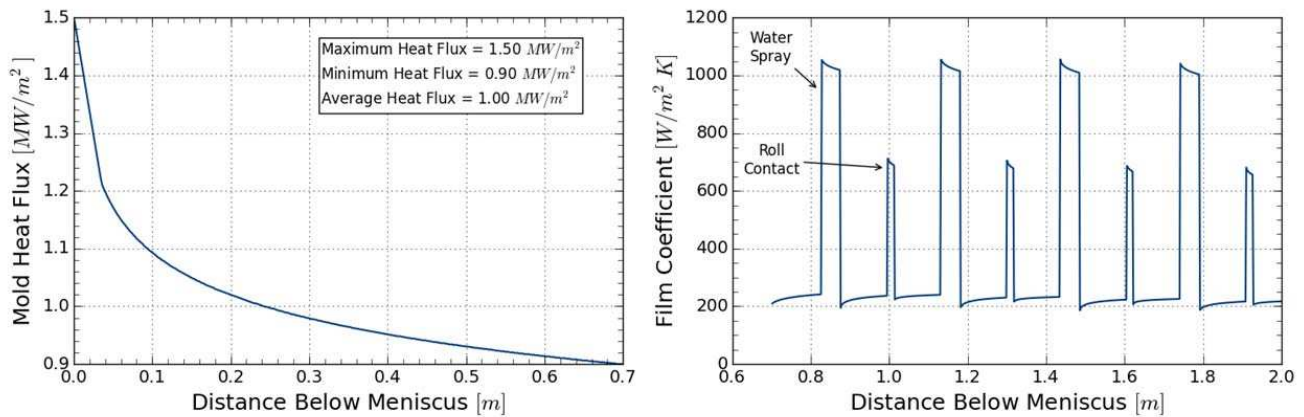 1.5
1.4
1.3
1.2
1.1
1.0
0.9
0.0 0.1 0.2 0.3 0.4 0.5 0.6 0.7
Mold Heat Flux [MW/m²]
Distance Below Meniscus [m]
Maximum Heat Flux = 1.50 MW/m²
Minimum Heat Flux = 0.90 MW/m²
Average Heat Flux = 1.00 MW/m²
1200
1000
800
600
400
200
0
0.6 0.8 1.0 1.2 1.4 1.6 1.8 2.0
Film Coefficient [W/m² K]
Distance Below Meniscus [m]
Water
Spray
Roll
Contact